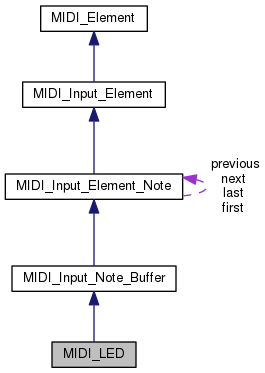 MIDI_Element
MIDI_Input_Element
MIDI_Input_Element_Note
previous
next
last
first
MIDI_Input_Note_Buffer
MIDI_LED